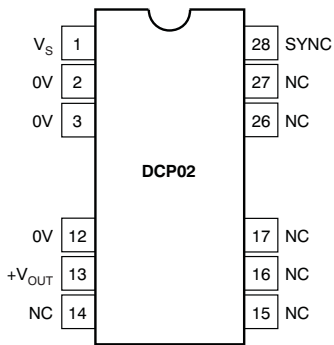 V_S 1 28 SYNC
0V 2 27 NC
0V 3 26 NC
DCP02
0V 12 17 NC
+V_OUT 13 16 NC
NC 14 15 NC